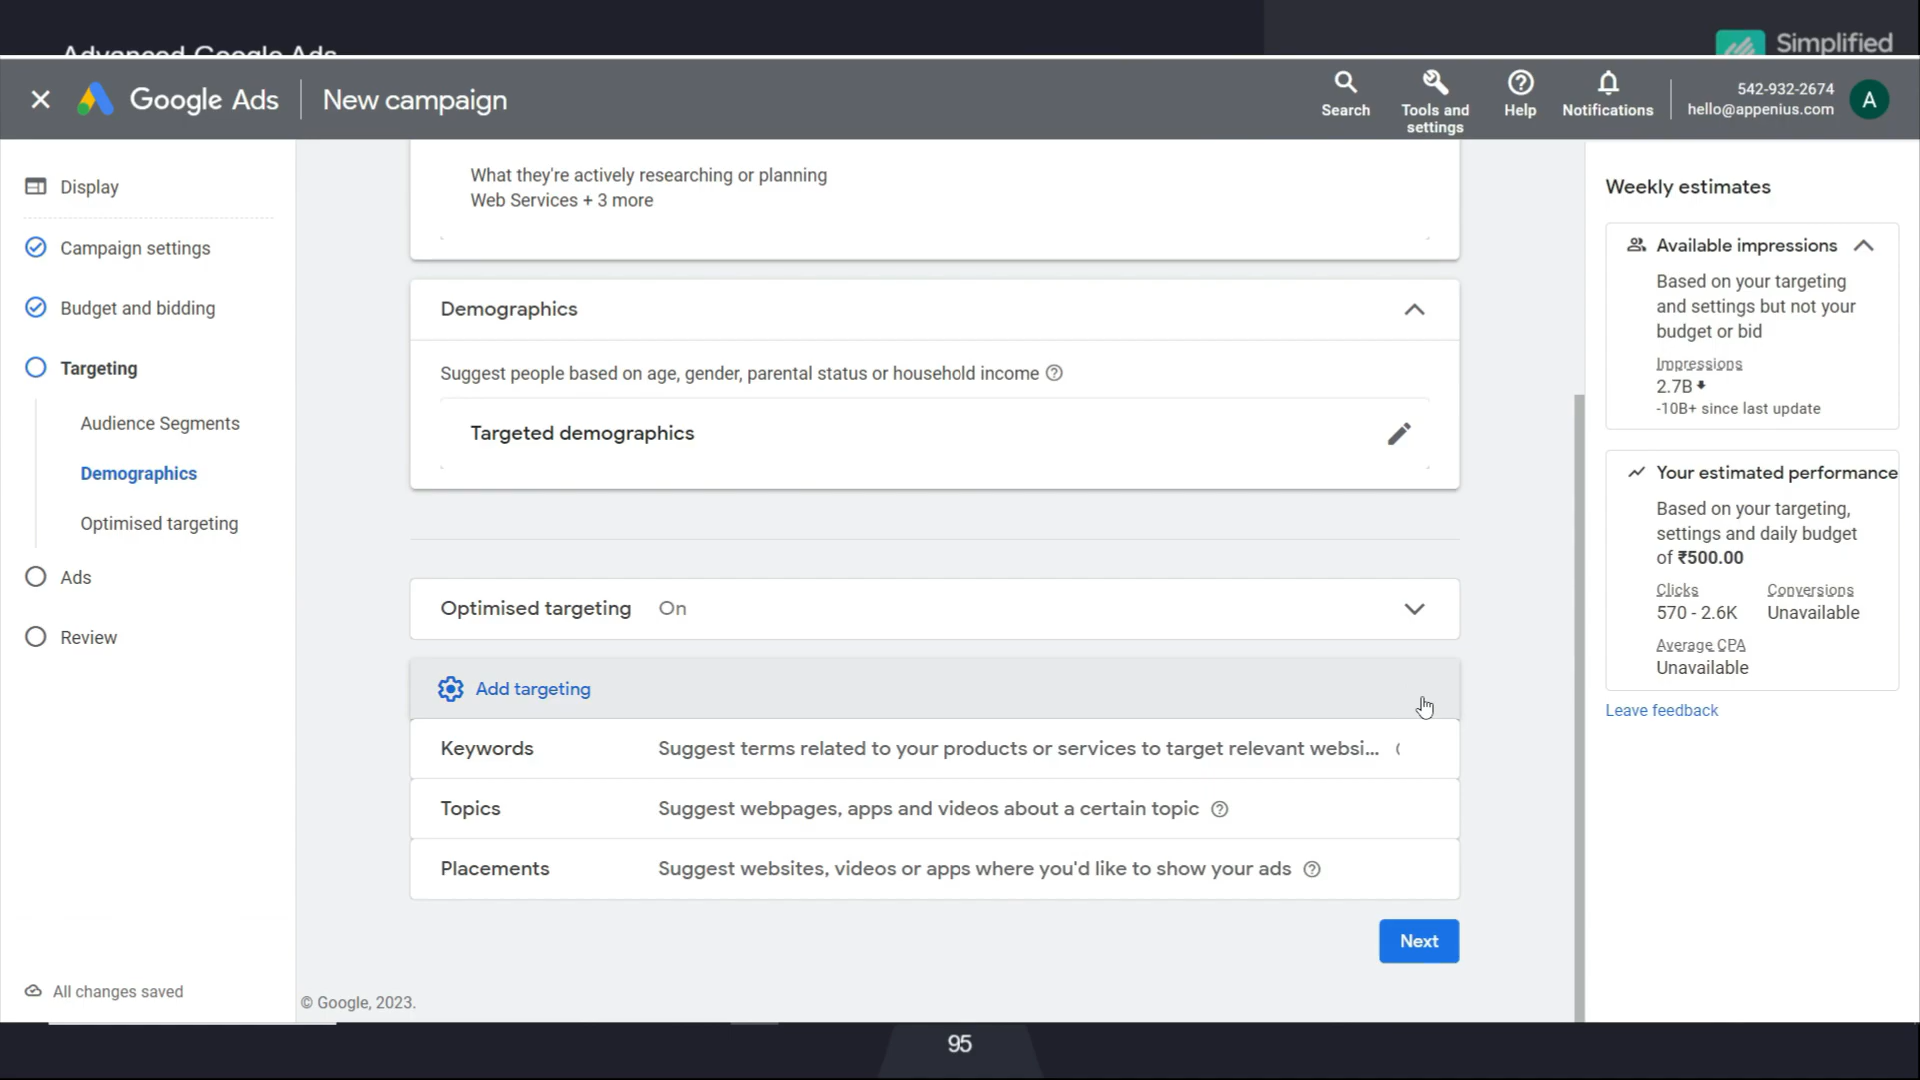 Advanced Google Ads
Simplified
Google Ads
New campaign
Search
Tools and
settings
Help
Notifications
542-932-2674
hello@appenius.com
A
Display
Campaign settings
Budget and bidding
Targeting
Audience Segments
Demographics
Optimised targeting
Ads
Review
All changes saved
What they're actively researching or planning
Web Services + 3 more
Demographics
Suggest people based on age, gender, parental status or household income
Targeted demographics
Optimised targeting On
Add targeting
Keywords Suggest terms related to your products or services to target relevant websi...
Topics Suggest webpages, apps and videos about a certain topic
Placements Suggest websites, videos or apps where you'd like to show your ads
Next
© Google, 2023.
Weekly estimates
Available impressions
Based on your targeting
and settings but not your
budget or bid
Impressions
2.7B
-10B+ since last update
Your estimated performance
Based on your targeting,
settings and daily budget
of ₹500.00
Clicks Conversions
570 - 2.6K Unavailable
Average CPA
Unavailable
Leave feedback
95